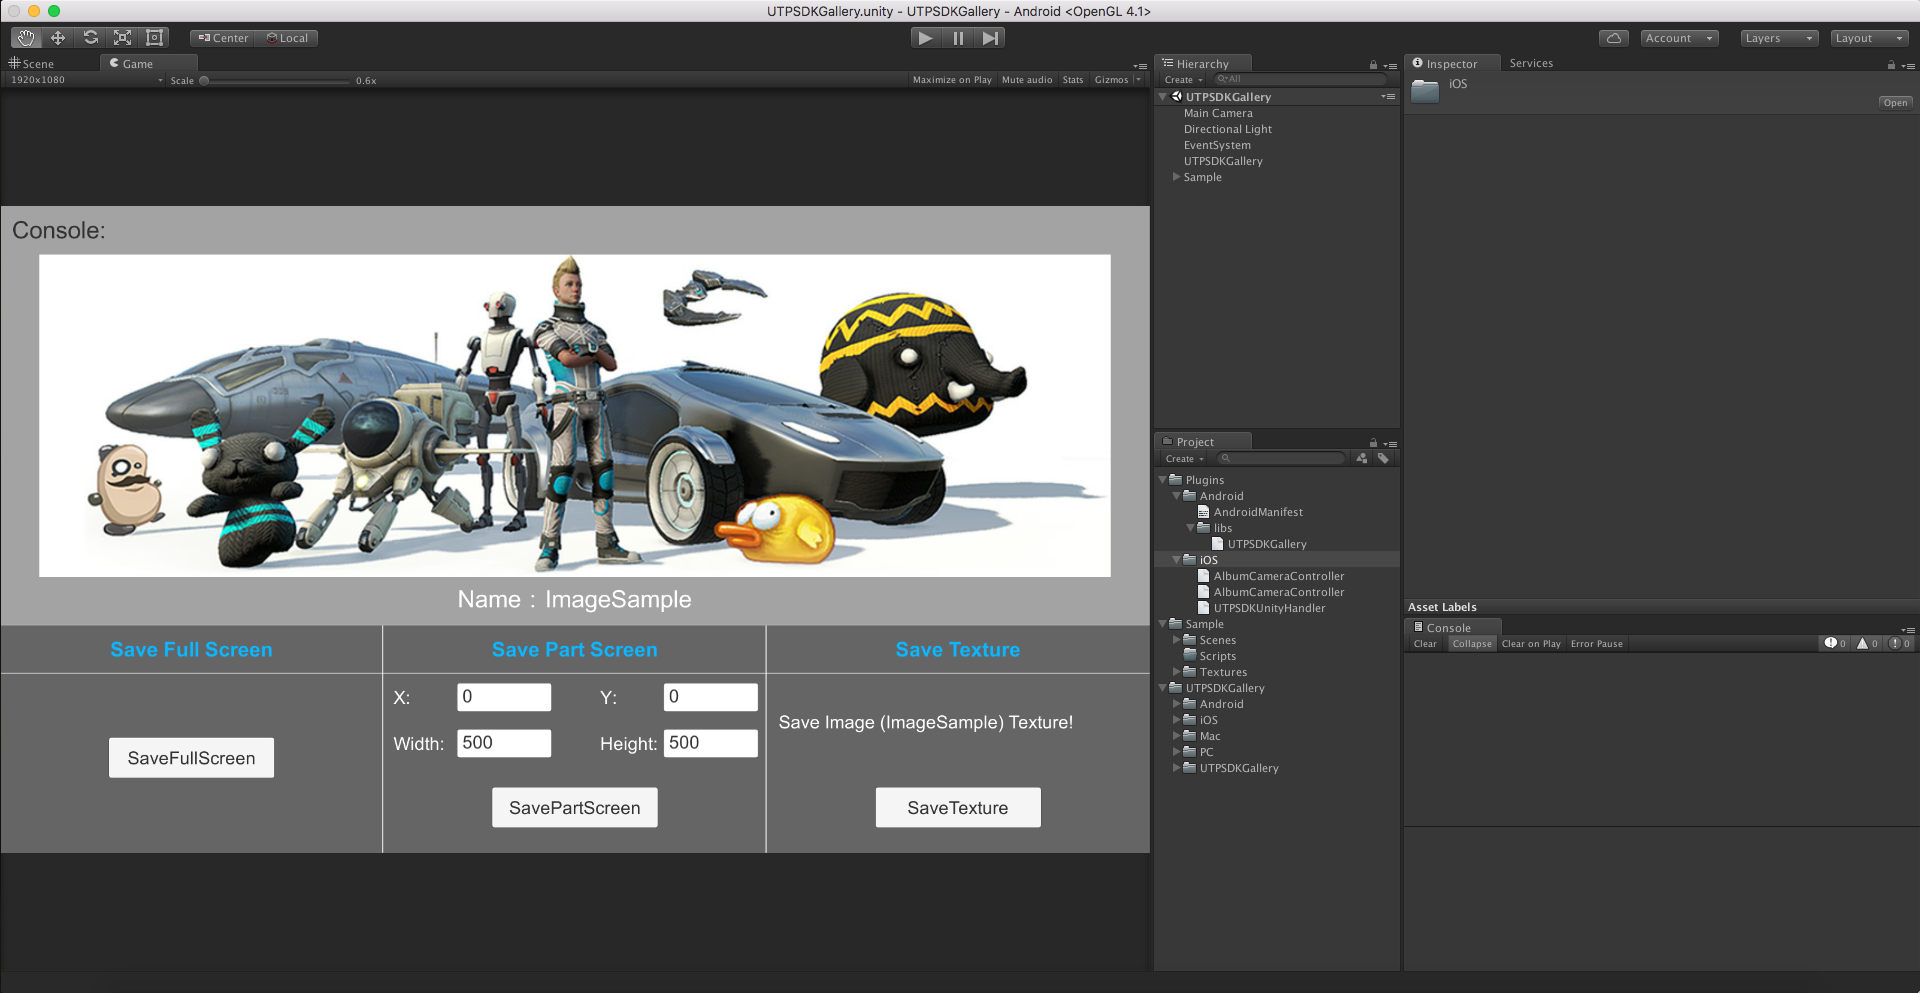 UTPSDKGallery.unity - UTPSDKGallery - Android <OpenGL 4.1>
Center Local
Account Layers Layout
Scene Game
1920x1080 Scale 0.6x Maximize on Play Mute audio Stats Gizmos
Console:
Name : ImageSample
Save Full Screen
SaveFullScreen
Save Part Screen
X: 0 Y: 0
Width: 500 Height: 500
SavePartScreen
Save Texture
Save Image (ImageSample) Texture!
SaveTexture
Hierarchy
Create All
UTPSDKGallery
Main Camera
Directional Light
EventSystem
UTPSDKGallery
Sample
Project
Create
Plugins
Android
AndroidManifest
libs
UTPSDKGallery
iOS
AlbumCameraController
AlbumCameraController
UTPSDKUnityHandler
Sample
Scenes
Scripts
Textures
UTPSDKGallery
Android
iOS
Mac
PC
UTPSDKGallery
Inspector Services
iOS
Open
Asset Labels
Console
Clear Collapse Clear on Play Error Pause 0 0 0